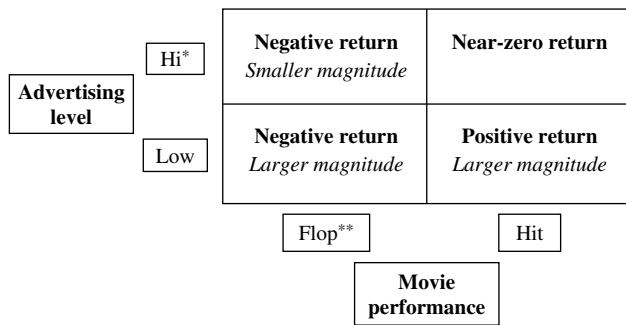 Negative return
Smaller magnitude
Near-zero return
Hi*
Advertising
level
Low
Negative return
Larger magnitude
Positive return
Larger magnitude
Flop**
Hit
Movie
performance